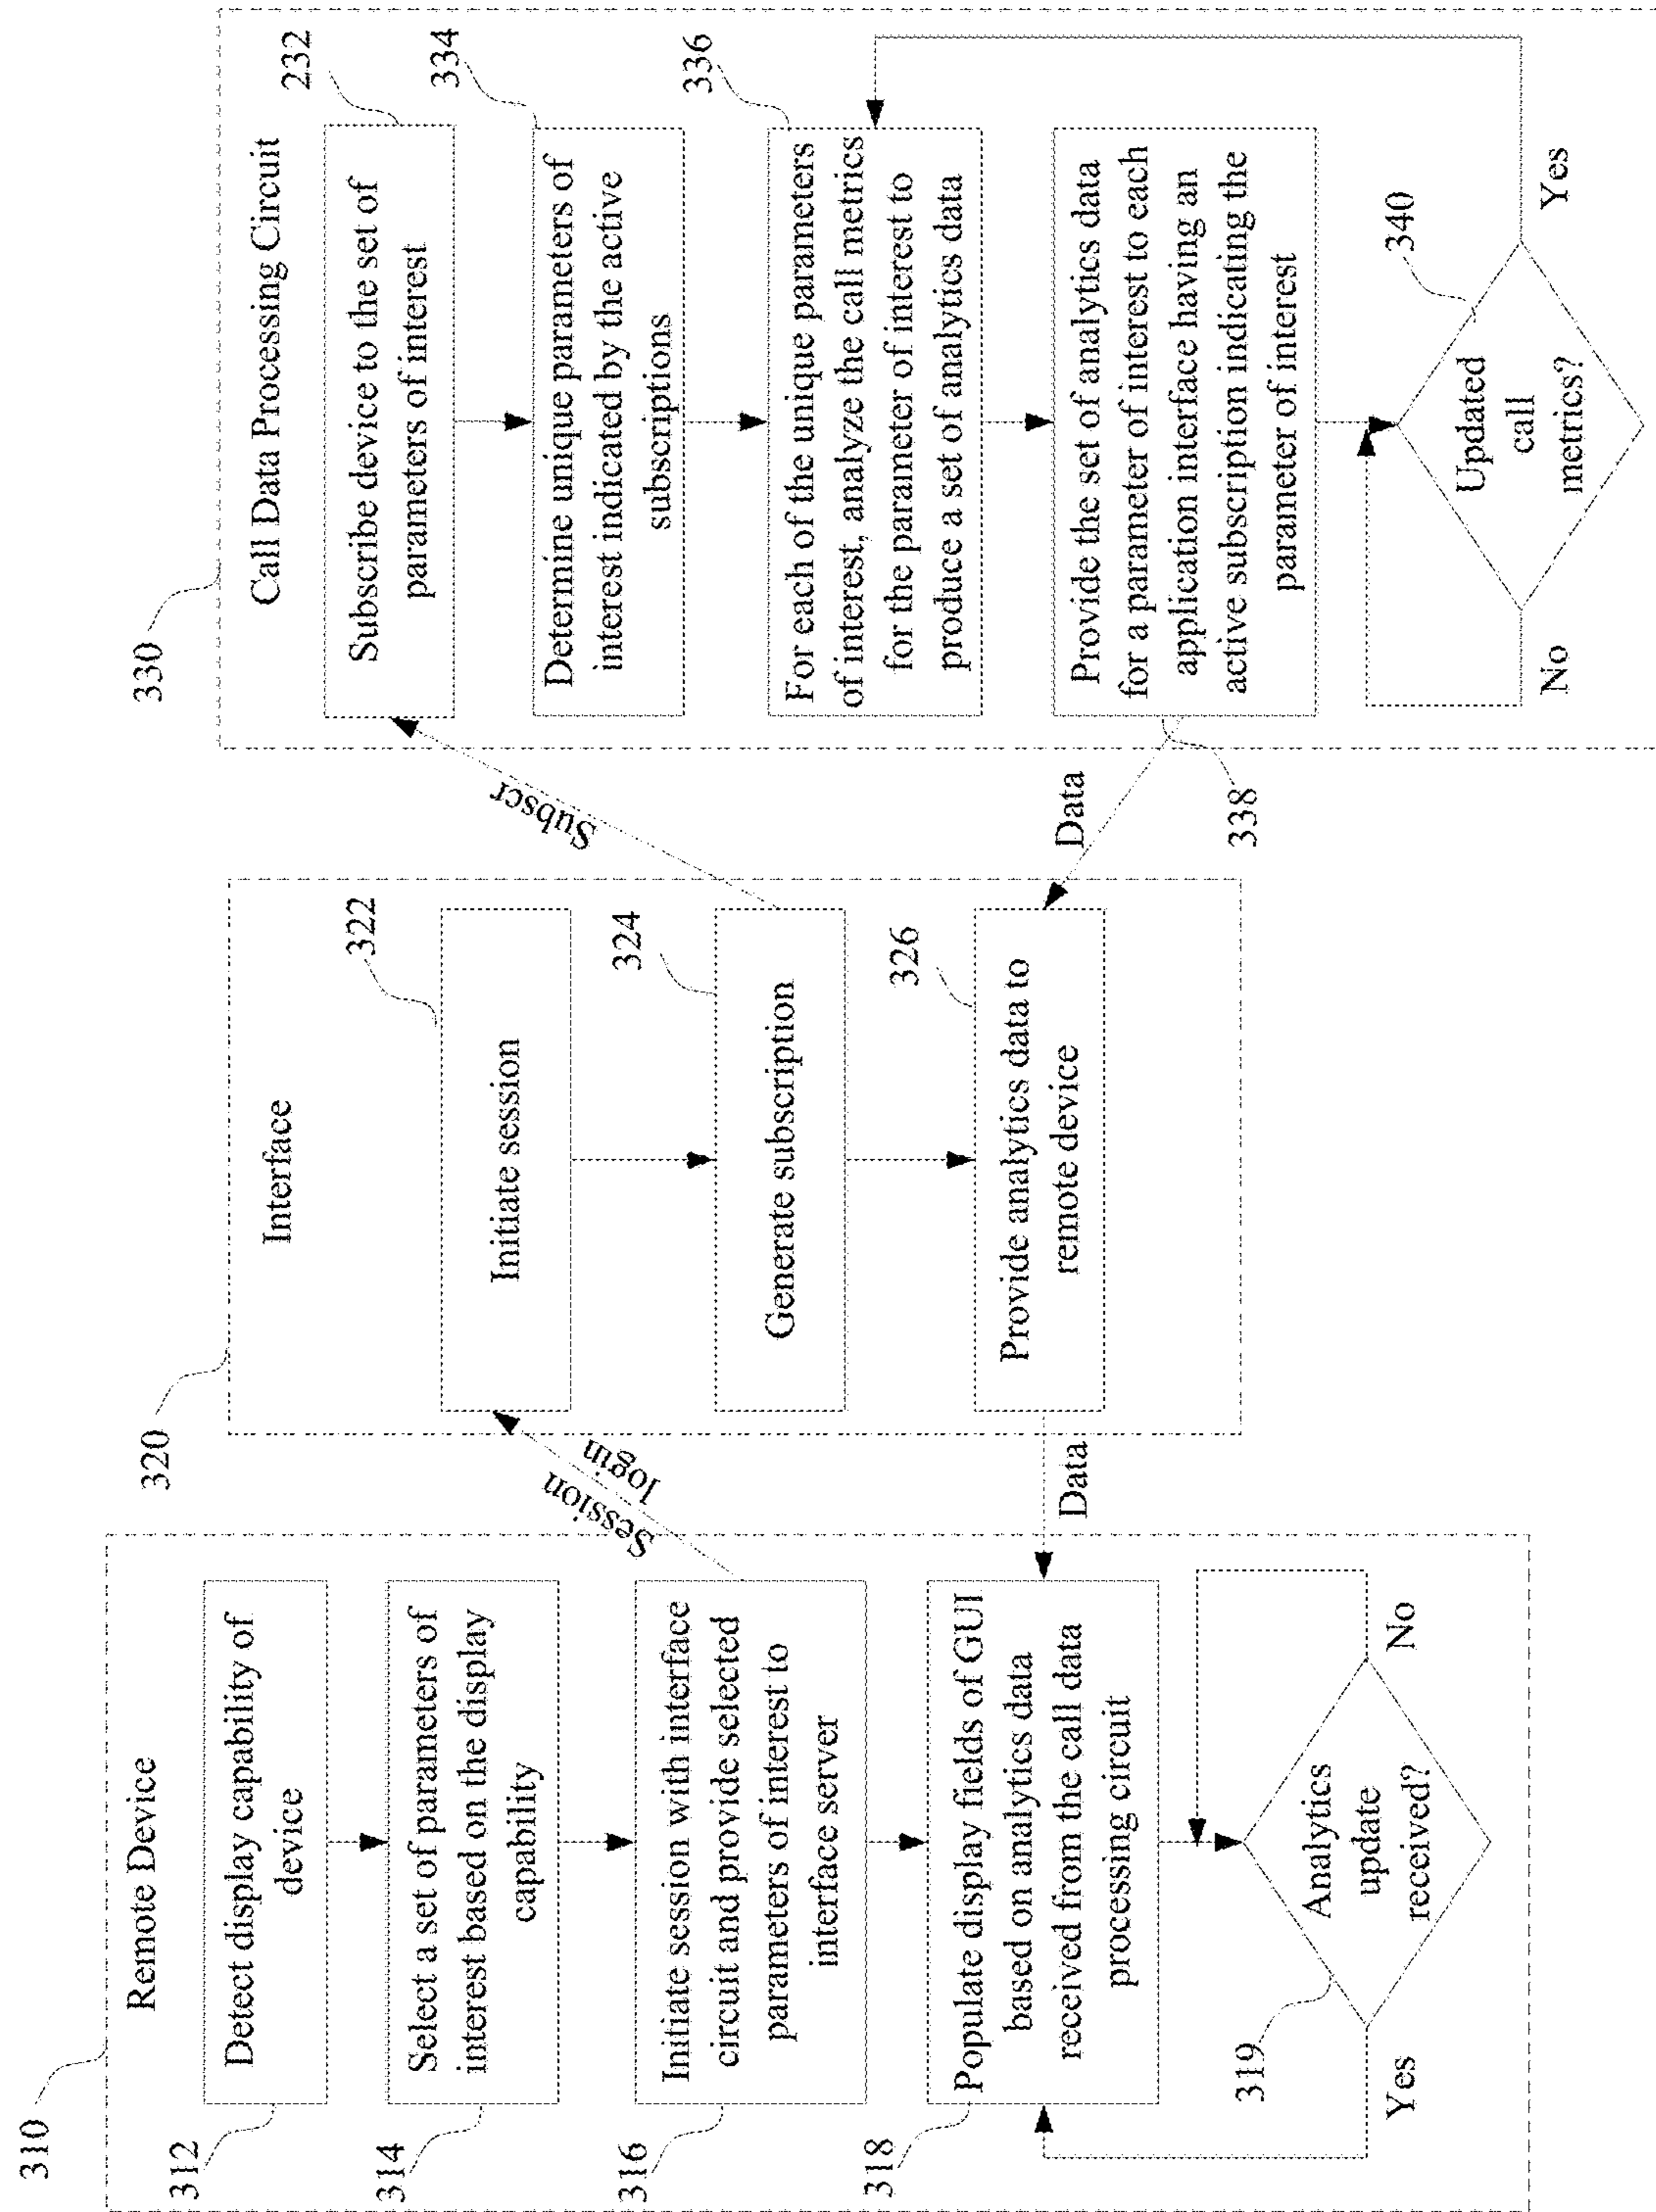 310
Remote Device
312
Detect display capability of
device
314
Select a set of parameters of
interest based on the display
capability
316
Initiate session with interface
circuit and provide selected
parameters of interest to
interface server
318
Populate display fields of GUI
based on analytics data
received from the call data
processing circuit
319
Analytics
update
received?
Yes
No
Session
login
Data
320
Interface
322
Initiate session
324
Generate subscription
326
Provide analytics data to
remote device
Subscr
Data
330
Call Data Processing Circuit
232
Subscribe device to the set of
parameters of interest
334
Determine unique parameters of
interest indicated by the active
subscriptions
336
For each of the unique parameters
of interest, analyze the call metrics
for the parameter of interest to
produce a set of analytics data
338
Provide the set of analytics data
for a parameter of interest to each
application interface having an
active subscription indicating the
parameter of interest
340
Updated
call
metrics?
No
Yes